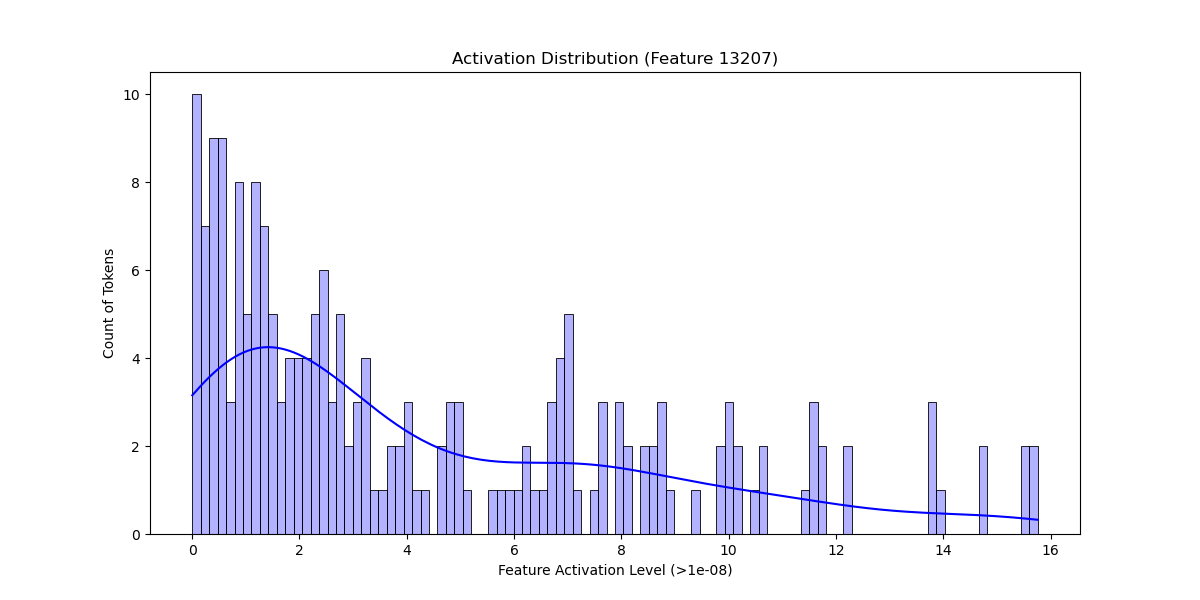 Activation Distribution (Feature 13207)
Count of Tokens
10
8
6
4
2
0
0 2 4 6 8 10 12 14 16
Feature Activation Level (>1e-08)